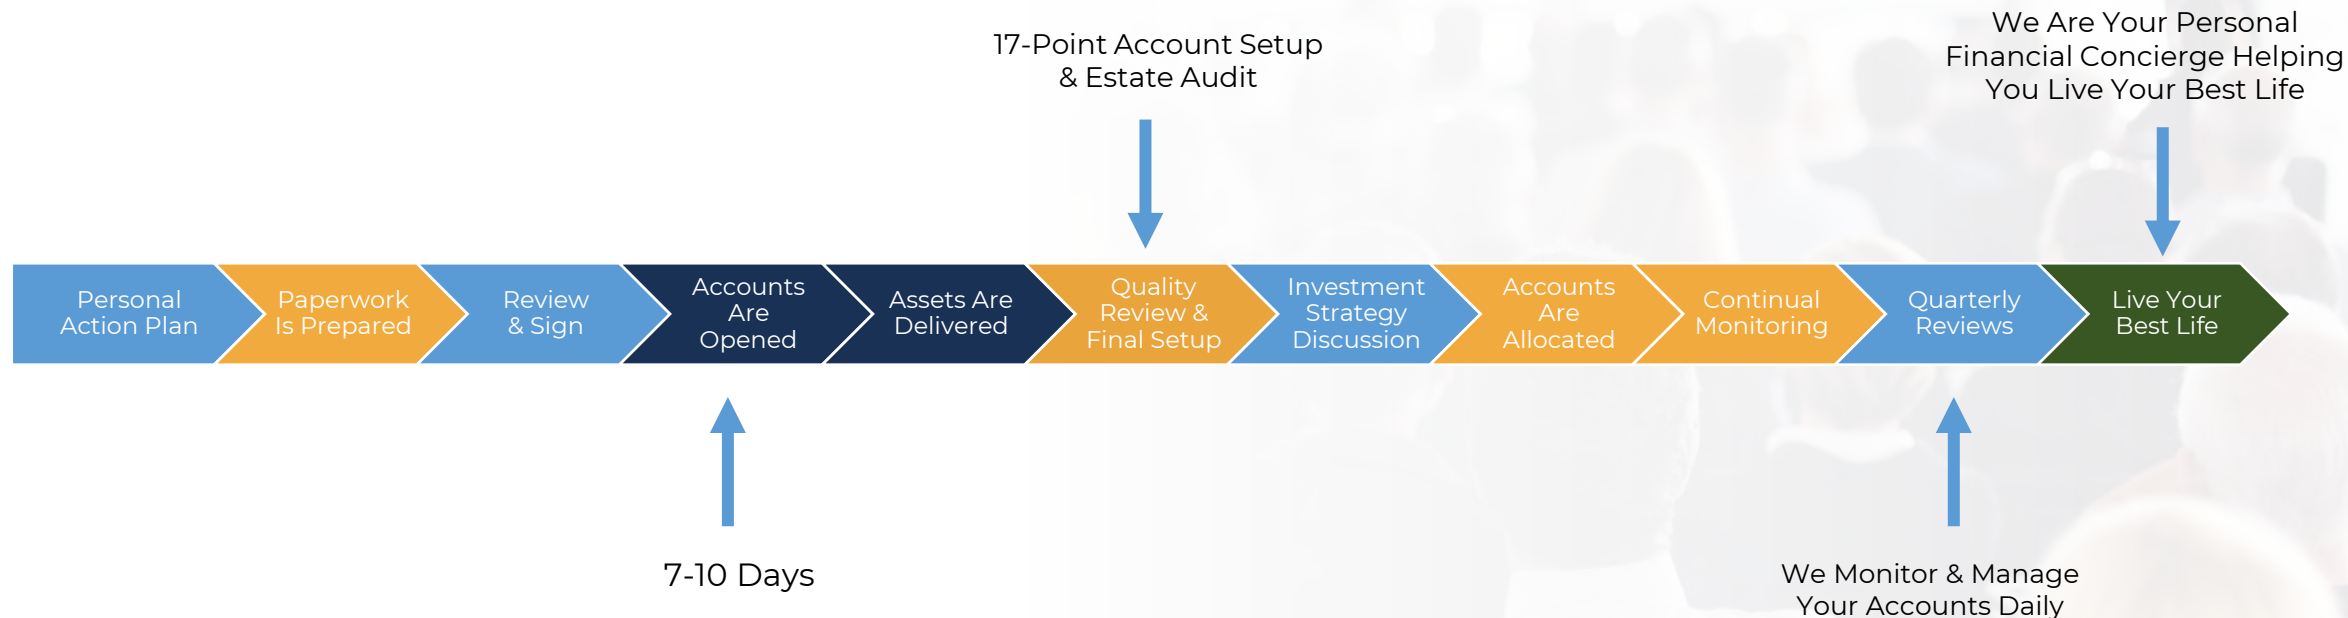 17-Point Account Setup
& Estate Audit
We Are Your Personal
Financial Concierge Helping
You Live Your Best Life
Personal
Action Plan
Paperwork
Is Prepared
Review
& Sign
Accounts
Are
Opened
Assets Are
Delivered
Quality
Review &
Final Setup
Investment
Strategy
Discussion
Accounts
Are
Allocated
Continual
Monitoring
Quarterly
Reviews
Live Your
Best Life
7-10 Days
We Monitor & Manage
Your Accounts Daily